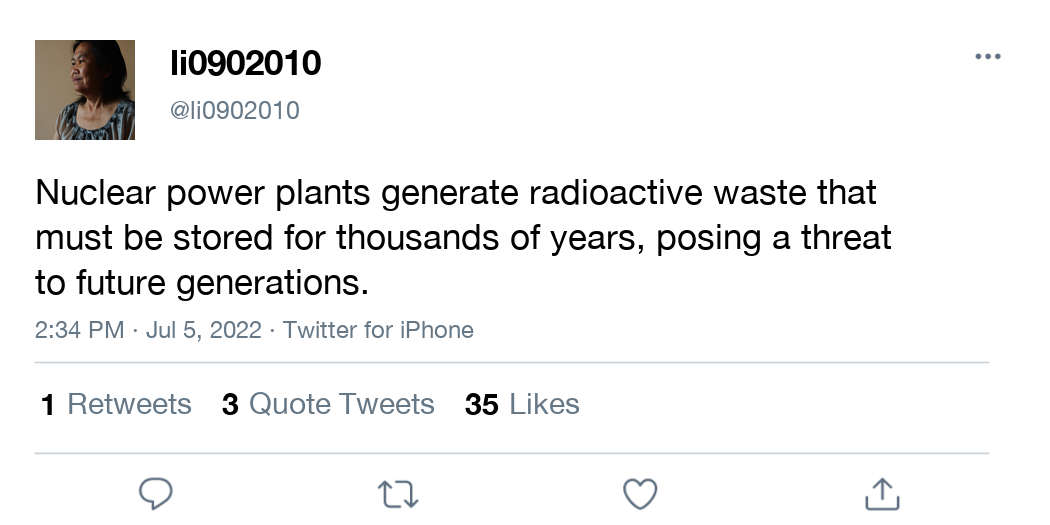 li0902010
@li0902010
Nuclear power plants generate radioactive waste that
must be stored for thousands of years, posing a threat
to future generations.
2:34 PM · Jul 5, 2022 · Twitter for iPhone
1 Retweets 3 Quote Tweets 35 Likes